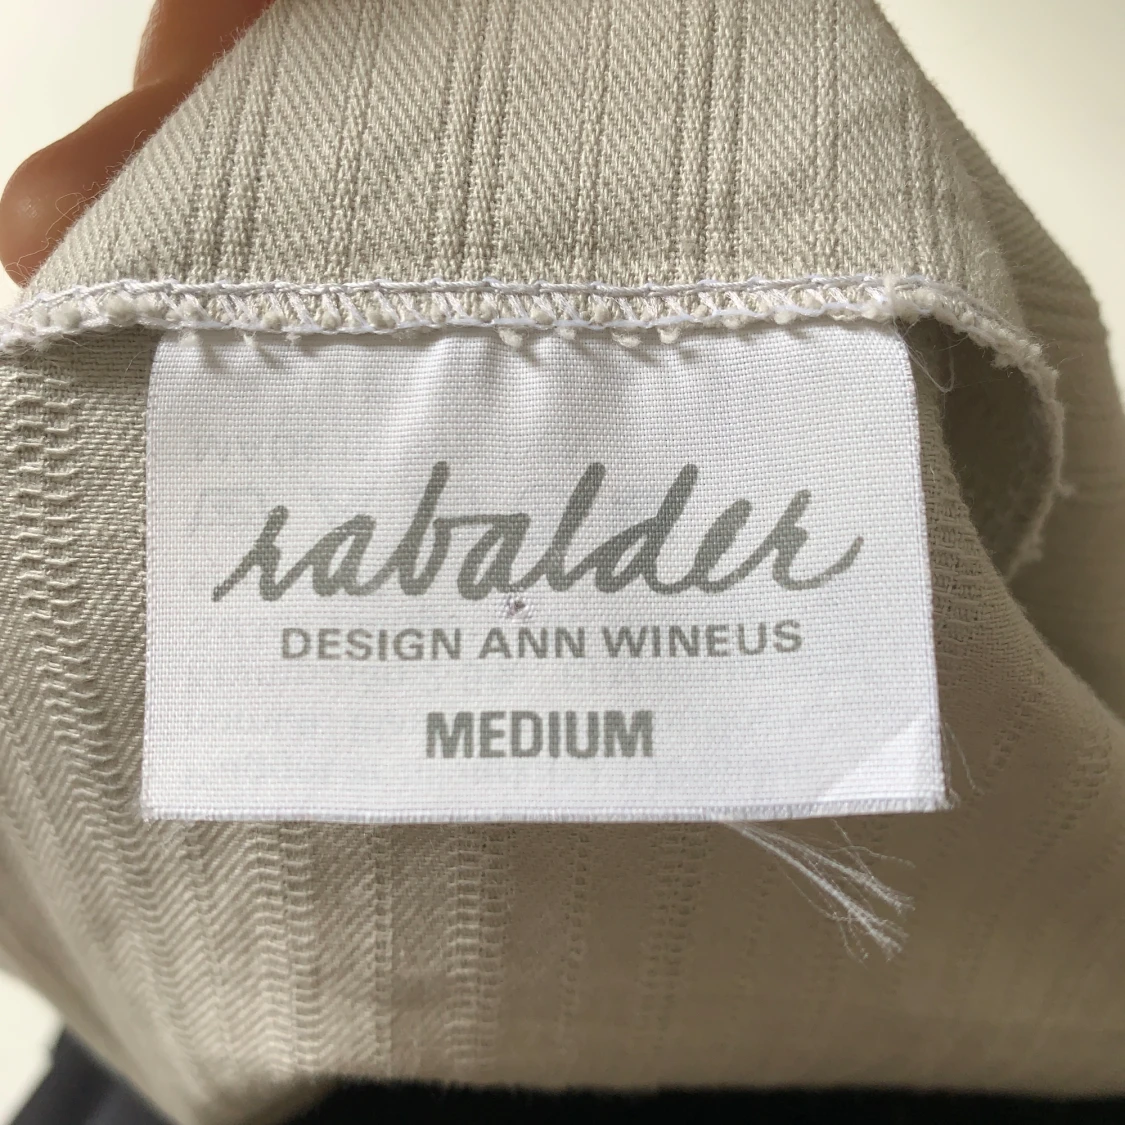 rabalder
DESIGN ANN WINEUS
MEDIUM